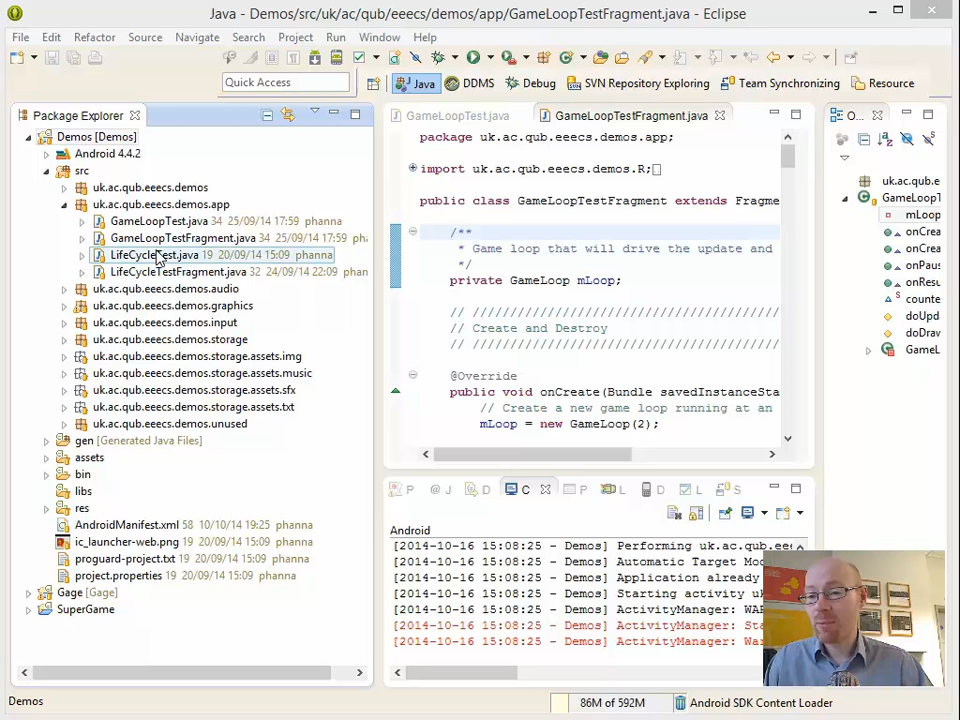 Java - Demos/src/uk/ac/qub/eeecs/demos/app/GameLoopTestFragment.java - Eclipse
File Edit Refactor Source Navigate Search Project Run Window Help
Quick Access Java DDMS Debug SVN Repository Exploring Team Synchronizing Resource
Package Explorer
Demos [Demos]
Android 4.4.2
src
uk.ac.qub.eeecs.demos
uk.ac.qub.eeecs.demos.app
GameLoopTest.java 34 25/09/14 17:59 phanna
GameLoopTestFragment.java 34 25/09/14 17:59 pha
LifeCycleTest.java 19 20/09/14 15:09 phanna
LifeCycleTestFragment.java 32 24/09/14 22:09 phan
uk.ac.qub.eeecs.demos.audio
uk.ac.qub.eeecs.demos.graphics
uk.ac.qub.eeecs.demos.input
uk.ac.qub.eeecs.demos.storage
uk.ac.qub.eeecs.demos.storage.assets.img
uk.ac.qub.eeecs.demos.storage.assets.music
uk.ac.qub.eeecs.demos.storage.assets.sfx
uk.ac.qub.eeecs.demos.storage.assets.txt
uk.ac.qub.eeecs.demos.unused
gen [Generated Java Files]
assets
bin
libs
res
AndroidManifest.xml 58 10/10/14 19:25 phanna
ic_launcher-web.png 19 20/09/14 15:09 phanna
proguard-project.txt 19 20/09/14 15:09 phanna
project.properties 19 20/09/14 15:09 phanna
Gage [Gage]
SuperGame
GameLoopTest.java GameLoopTestFragment.java
package uk.ac.qub.eeecs.demos.app;
import uk.ac.qub.eeecs.demos.R;
public class GameLoopTestFragment extends Fragme
/**
* Game loop that will drive the update and
*/
private GameLoop mLoop;
// /////////////////////////////////////////
// Create and Destroy
// /////////////////////////////////////////
@Override
public void onCreate(Bundle savedInstanceSta
// Create a new game loop running at an
mLoop = new GameLoop(2);
O...
uk.ac.qub.e
GameLoopT
mLoop
onCrea
onCrea
onPau
onResu
counte
doUpd
doDraw
GameL
P J D C P L D L S
Android
[2014-10-16 15:08:25 - Demos] Performing uk.ac.qub.eee
[2014-10-16 15:08:25 - Demos] Automatic Target Mo
[2014-10-16 15:08:25 - Demos] Application already
[2014-10-16 15:08:25 - Demos] Starting activity u
[2014-10-16 15:08:25 - Demos] ActivityManager: WAR
[2014-10-16 15:08:25 - Demos] ActivityManager: Sta
[2014-10-16 15:08:25 - Demos] ActivityManager: War
Demos 86M of 592M Android SDK Content Loader